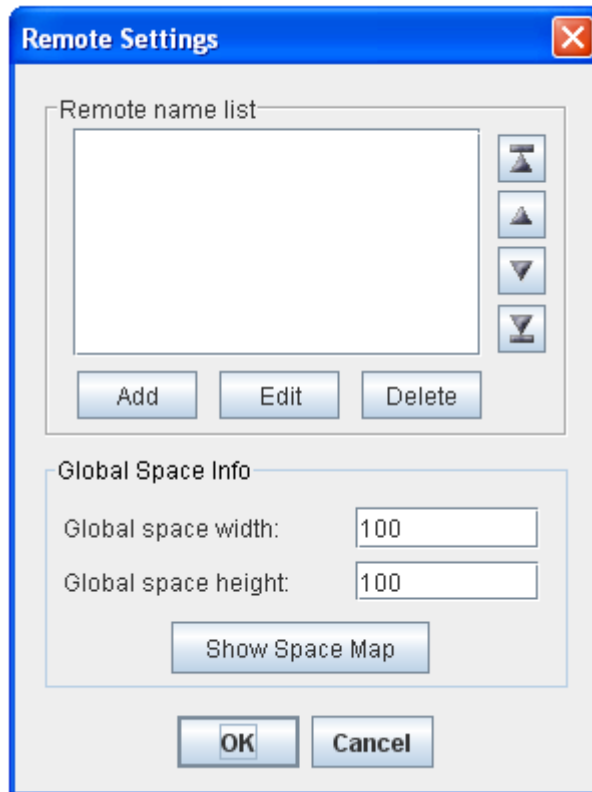 Remote Settings
Remote name list
Add Edit Delete
Global Space Info
Global space width: 100
Global space height: 100
Show Space Map
OK Cancel